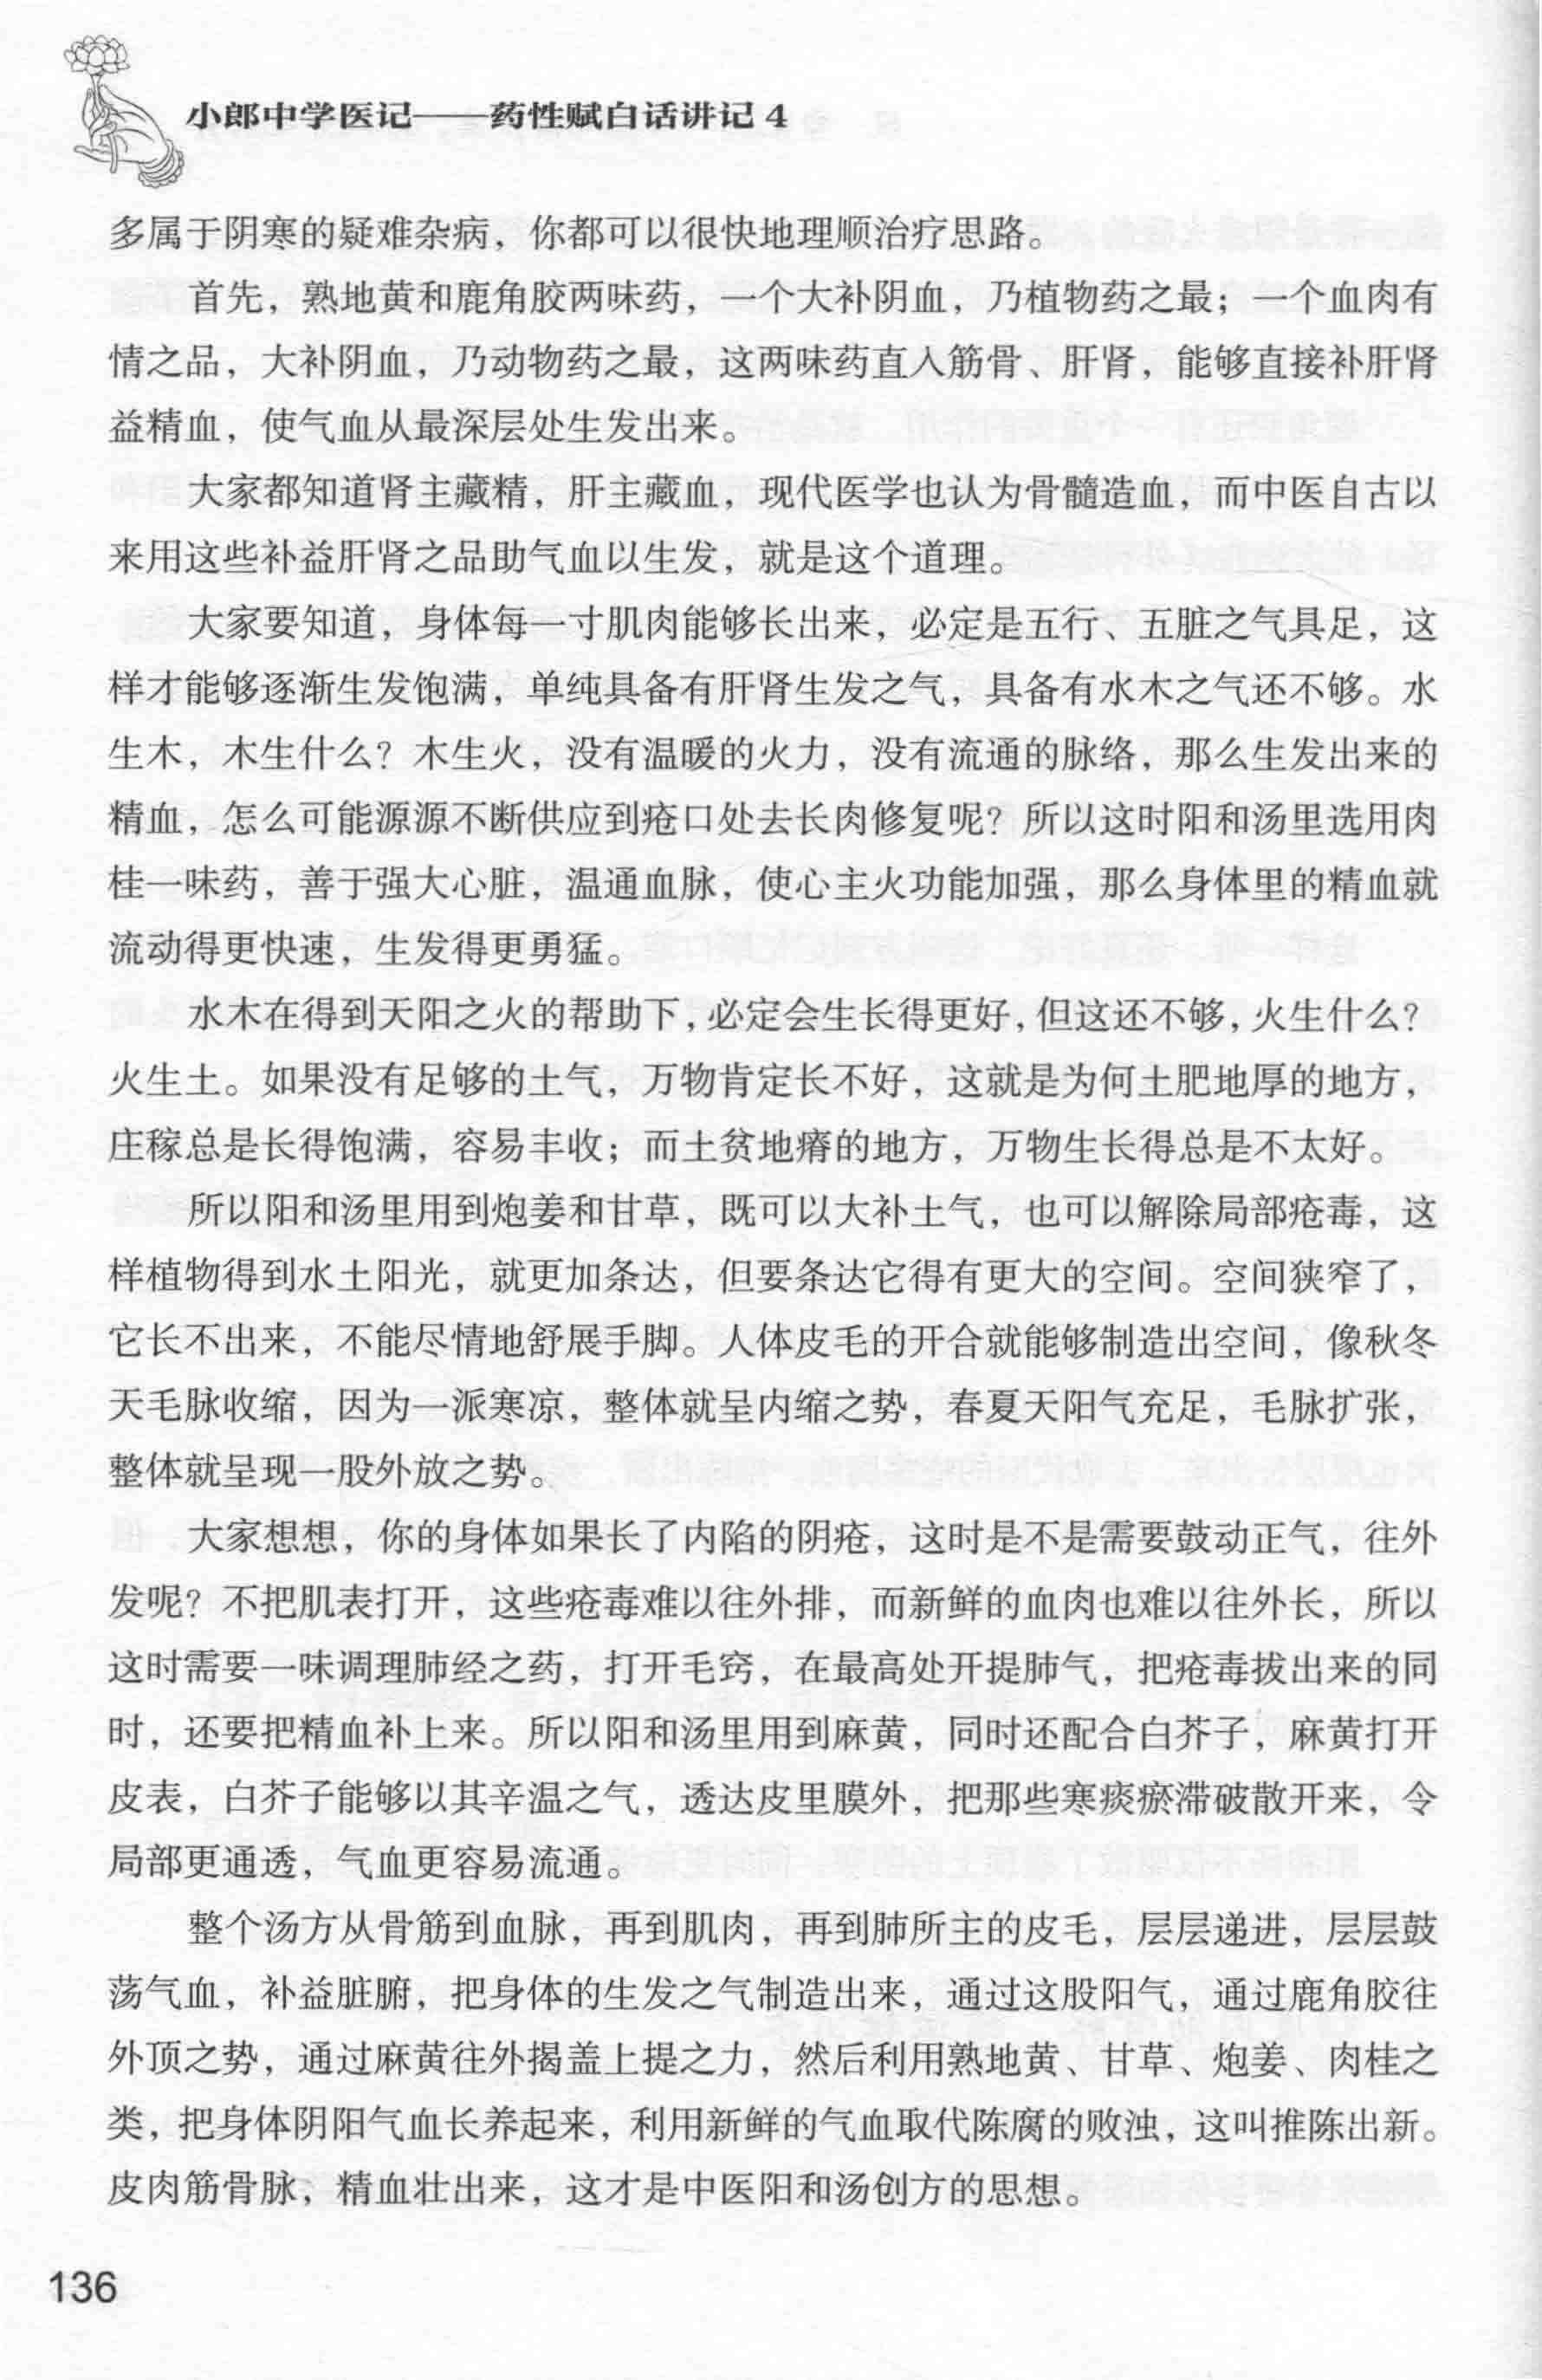 小郎中学医记——药性赋白话讲记 4
多属于阴寒的疑难杂病，你都可以很快地理顺治疗思路。
首先，熟地黄和鹿角胶两味药，一个大补阴血，乃植物药之最；一个血肉有
情之品，大补阴血，乃动物药之最，这两味药直入筋骨、肝肾，能够直接补肝肾
益精血，使气血从最深层处生发出来。
大家都知道肾主藏精，肝主藏血，现代医学也认为骨髓造血，而中医自古以
来用这些补益肝肾之品助气血以生发，就是这个道理。
大家要知道，身体每一寸肌肉能够长出来，必定是五行、五脏之气具足，这
样才能够逐渐生发饱满，单纯具备有肝肾生发之气，具备有水木之气还不够。水
生木，木生什么？木生火，没有温暖的火力，没有流通的脉络，那么生发出来的
精血，怎么可能源源不断供应到疮口处去长肉修复呢？所以这时阳和汤里选用肉
桂一味药，善于强大心脏，温通血脉，使心主火功能加强，那么身体里的精血就
流动得更快速，生发得更勇猛。
水木在得到天阳之火的帮助下，必定会生长得更好，但这还不够，火生什么？
火生土。如果没有足够的土气，万物肯定长不好，这就是为何土肥地厚的地方，
庄稼总是长得饱满，容易丰收；而土贫地瘠的地方，万物生长得总是不太好。
所以阳和汤里用到炮姜和甘草，既可以大补土气，也可以解除局部疮毒，这
样植物得到水土阳光，就更加条达，但要条达它得有更大的空间。空间狭窄了，
它长不出来，不能尽情地舒展手脚。人体皮毛的开合就能够制造出空间，像秋冬
天毛脉收缩，因为一派寒凉，整体就呈内缩之势，春夏天阳气充足，毛脉扩张，
整体就呈现一股外放之势。
大家想想，你的身体如果长了内陷的阴疮，这时是不是需要鼓动正气，往外
发呢？不把肌表打开，这些疮毒难以往外排，而新鲜的血肉也难以往外长，所以
这时需要一味调理肺经之药，打开毛窍，在最高处开提肺气，把疮毒拔出来的同
时，还要把精血补上来。所以阳和汤里用到麻黄，同时还配合白芥子，麻黄打开
皮表，白芥子能够以其辛温之气，透达皮里膜外，把那些寒痰瘀滞破散开来，令
局部更通透，气血更容易流通。
整个汤方从骨筋到血脉，再到肌肉，再到肺所主的皮毛，层层递进，层层鼓
荡气血，补益脏腑，把身体的生发之气制造出来，通过这股阳气，通过鹿角胶往
外顶之势，通过麻黄往外揭盖上提之力，然后利用熟地黄、甘草、炮姜、肉桂之
类，把身体阴阳气血长养起来，利用新鲜的气血取代陈腐的败浊，这叫推陈出新。
皮肉筋骨脉，精血壮出来，这才是中医阳和汤创方的思想。
136